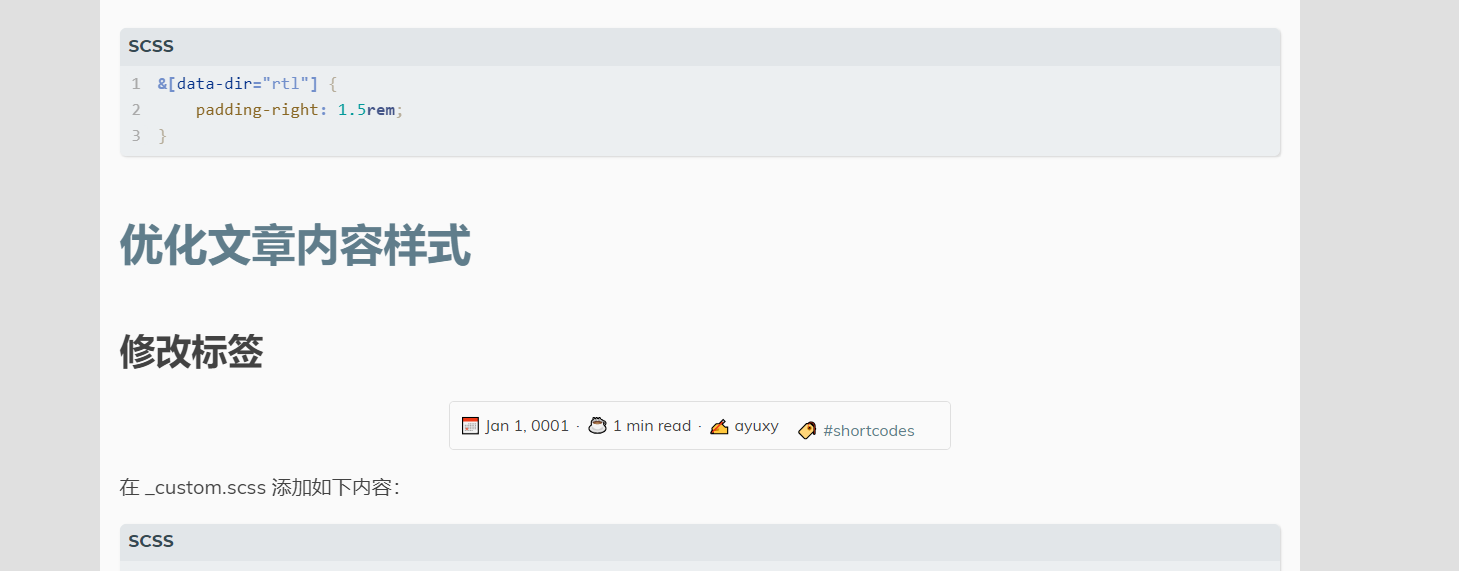 SCSS
1 &[data-dir="rtl"] {
2     padding-right: 1.5rem;
3 }
优化文章内容样式
修改标签
📅 Jan 1, 0001 · ☕ 1 min read · ✍️ ayuxy 🏷️ #shortcodes
在 _custom.scss 添加如下内容：
SCSS